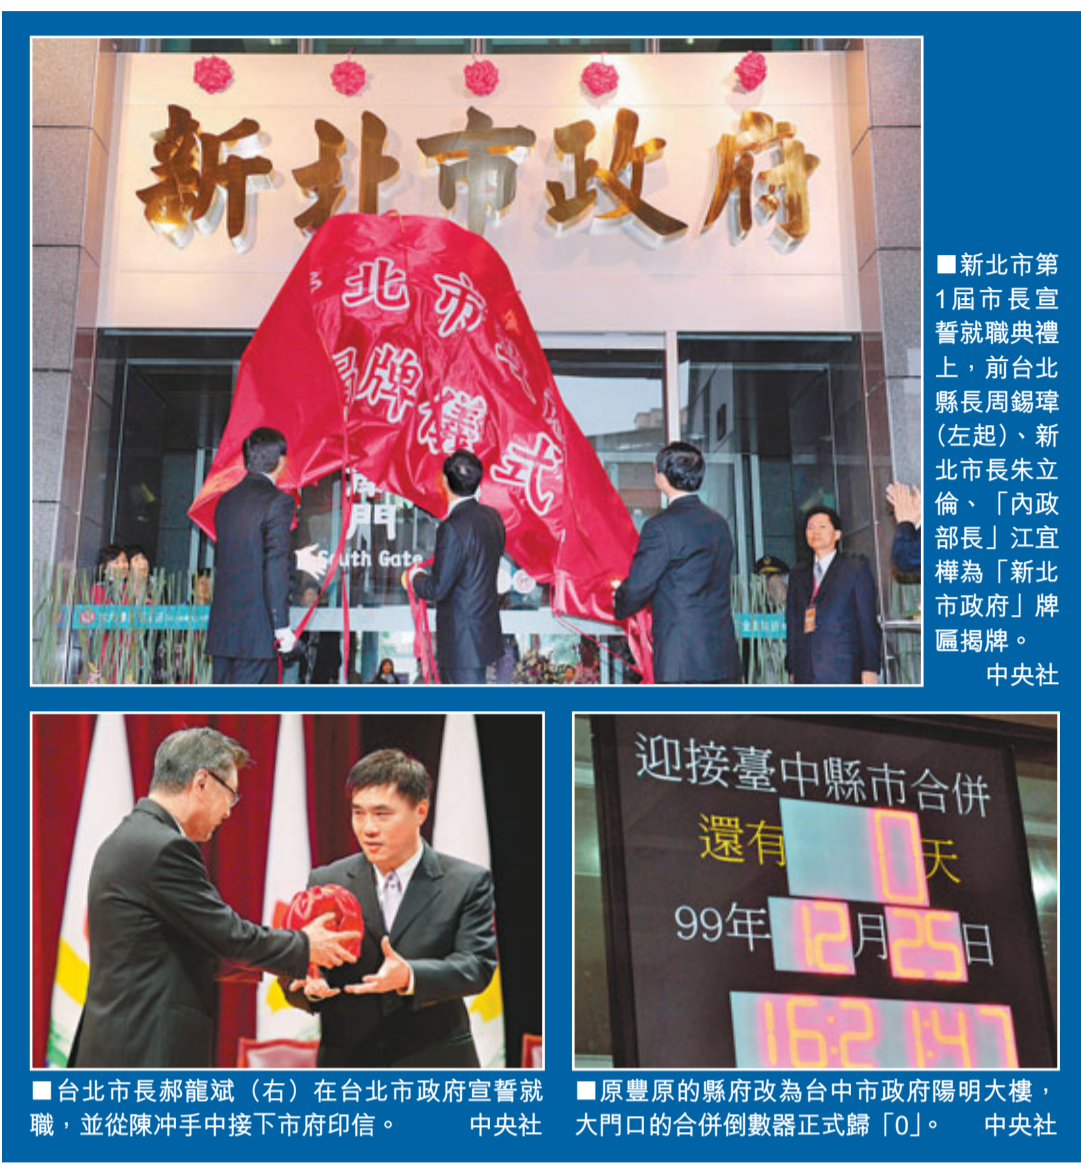 新北市政府
北市
牌儀式
門
South Gate
■新北市第
1屆市長宣
誓就職典禮
上，前台北
縣長周錫瑋
(左起)、新
北市長朱立
倫、「內政
部長」江宜
樺為「新北
市政府」牌
匾揭牌。
中央社
迎接臺中縣市合併
還有0天
99年12月25日
16:21:47
■台北市長郝龍斌（右）在台北市政府宣誓就
職，並從陳冲手中接下市府印信。 中央社
■原豐原的縣府改為台中市政府陽明大樓，
大門口的合併倒數器正式歸「0」。 中央社